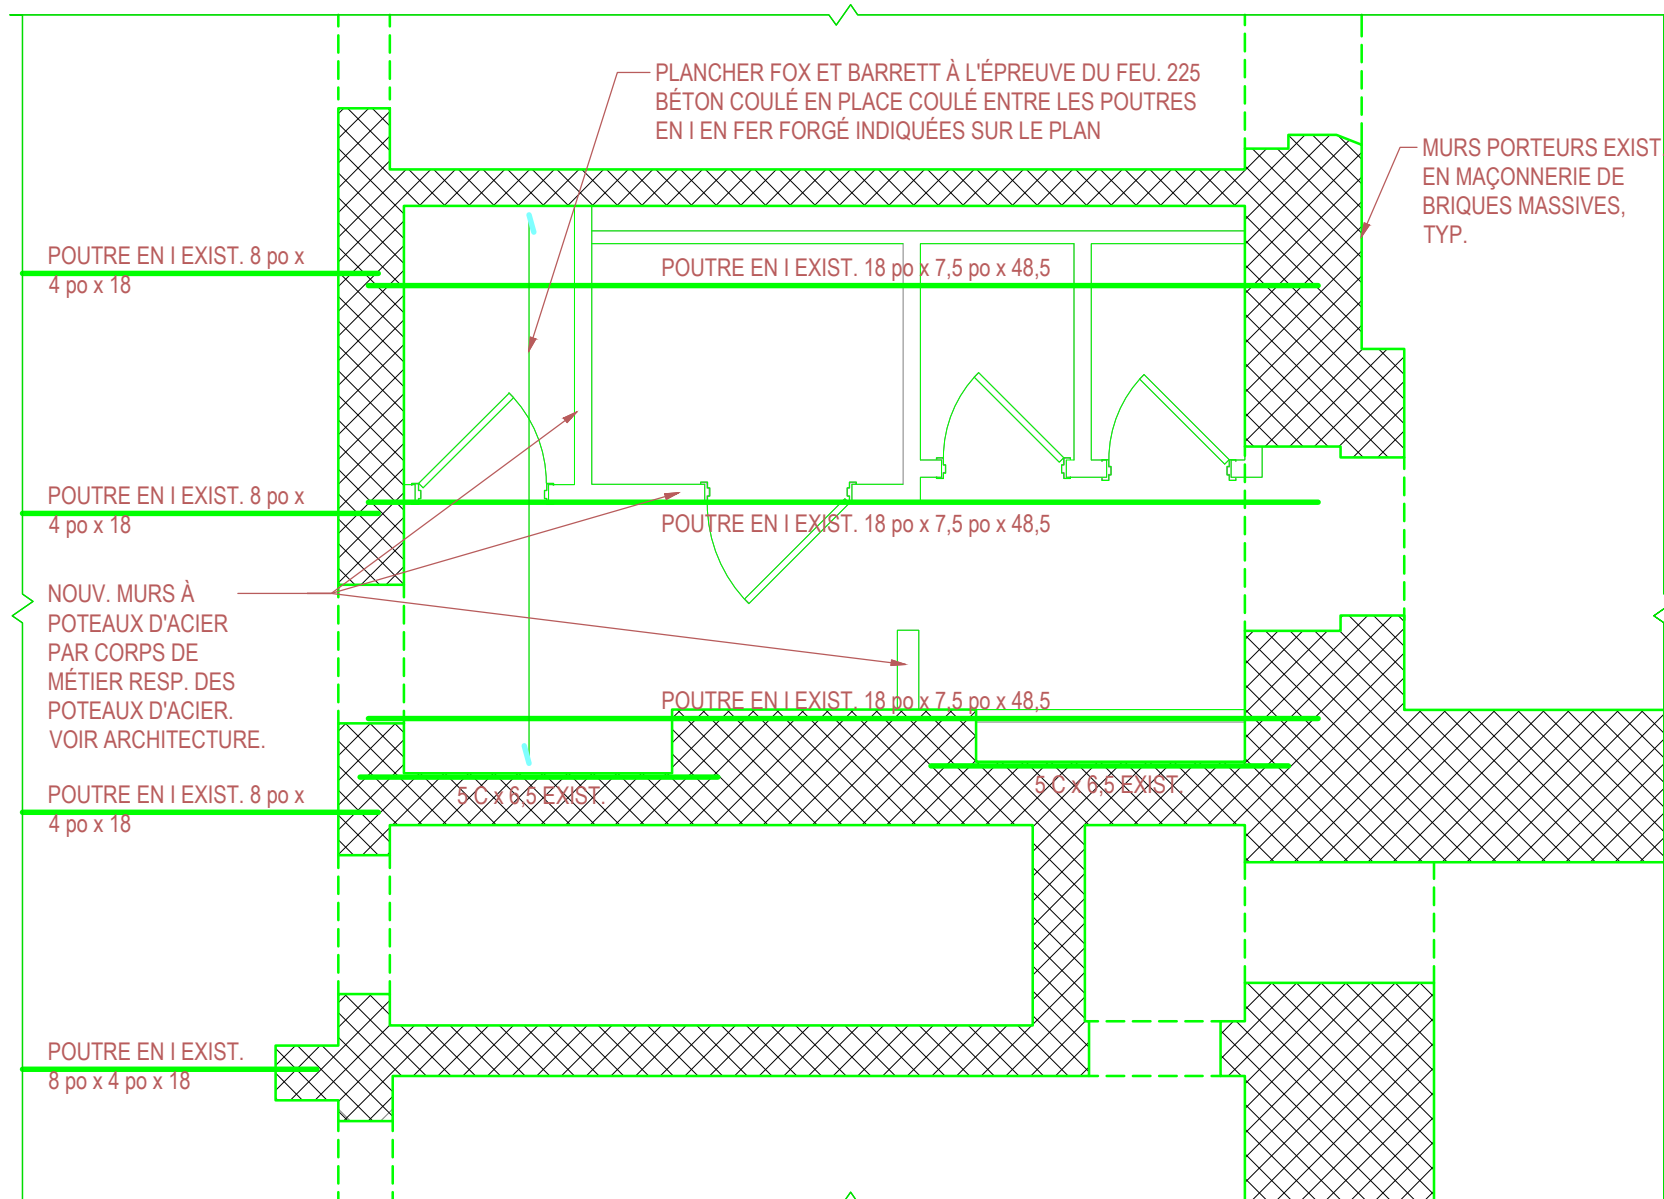 PLANCHER FOX ET BARRETT À L'ÉPREUVE DU FEU. 225
BÉTON COULÉ EN PLACE COULÉ ENTRE LES POUTRES
EN I EN FER FORGÉ INDIQUÉES SUR LE PLAN
MURS PORTEURS EXIST
EN MAÇONNERIE DE
BRIQUES MASSIVES,
TYP.
POUTRE EN I EXIST. 8 po x
4 po x 18
POUTRE EN I EXIST. 18 po x 7,5 po x 48,5
POUTRE EN I EXIST. 8 po x
4 po x 18
POUTRE EN I EXIST. 18 po x 7,5 po x 48,5
NOUV. MURS À
POTEAUX D'ACIER
PAR CORPS DE
MÉTIER RESP. DES
POTEAUX D'ACIER.
VOIR ARCHITECTURE.
POUTRE EN I EXIST. 18 po x 7,5 po x 48,5
5 C x 6,5 EXIST.
5 C x 6,5 EXIST.
POUTRE EN I EXIST. 8 po x
4 po x 18
POUTRE EN I EXIST.
8 po x 4 po x 18